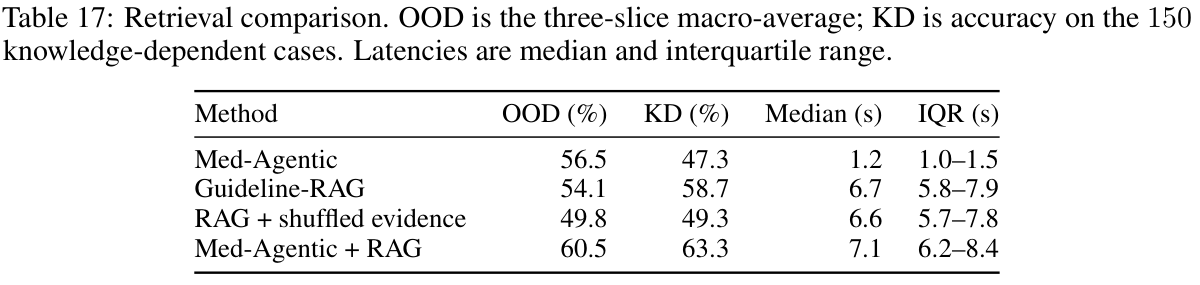 Table 17: Retrieval comparison. OOD is the three-slice macro-average; KD is accuracy on the 150
knowledge-dependent cases. Latencies are median and interquartile range.
Method OOD (%) KD (%) Median (s) IQR (s)
Med-Agentic 56.5 47.3 1.2 1.0–1.5
Guideline-RAG 54.1 58.7 6.7 5.8–7.9
RAG + shuffled evidence 49.8 49.3 6.6 5.7–7.8
Med-Agentic + RAG 60.5 63.3 7.1 6.2–8.4